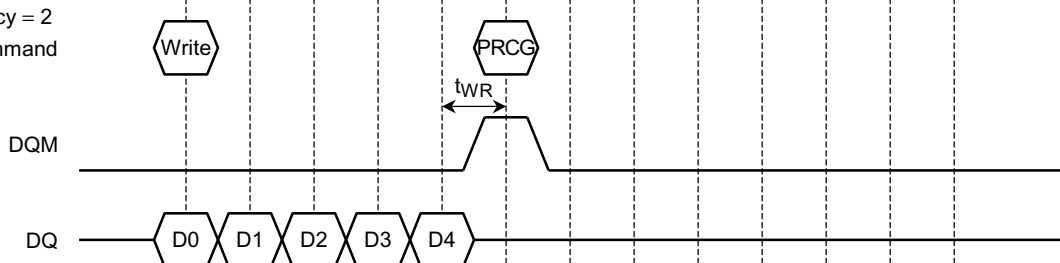 cy = 2
mmand Write PRCG
tWR
DQM
DQ D0 D1 D2 D3 D4